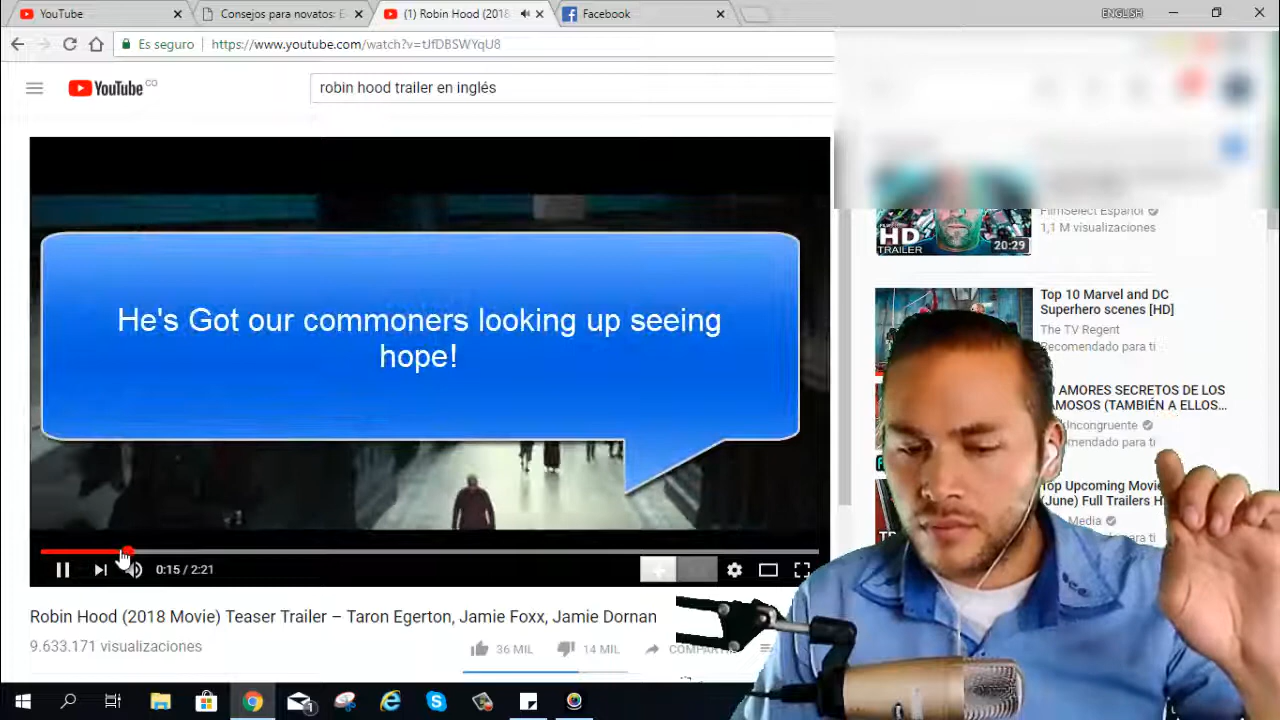 YouTube
Consejos para novatos: E
(1) Robin Hood (2018
Facebook
ENGLISH
Es seguro
https://www.youtube.com/watch?v=tJfDBSWYqU8
YouTube CO
robin hood trailer en inglés
He's Got our commoners looking up seeing
hope!
0:15 / 2:21
Robin Hood (2018 Movie) Teaser Trailer – Taron Egerton, Jamie Foxx, Jamie Dornan
9.633.171 visualizaciones
36 MIL
14 MIL
HD
TRAILER
20:29
FilmSelect Español
1,1 M visualizaciones
Top 10 Marvel and DC
Superhero scenes [HD]
The TV Regent
Recomendado para ti
AMORES SECRETOS DE LOS
AMOSOS (TAMBIÉN A ELLOS...
Incongruente
mendado para ti
Top Upcoming Movie
(June) Full Trailers H
Media